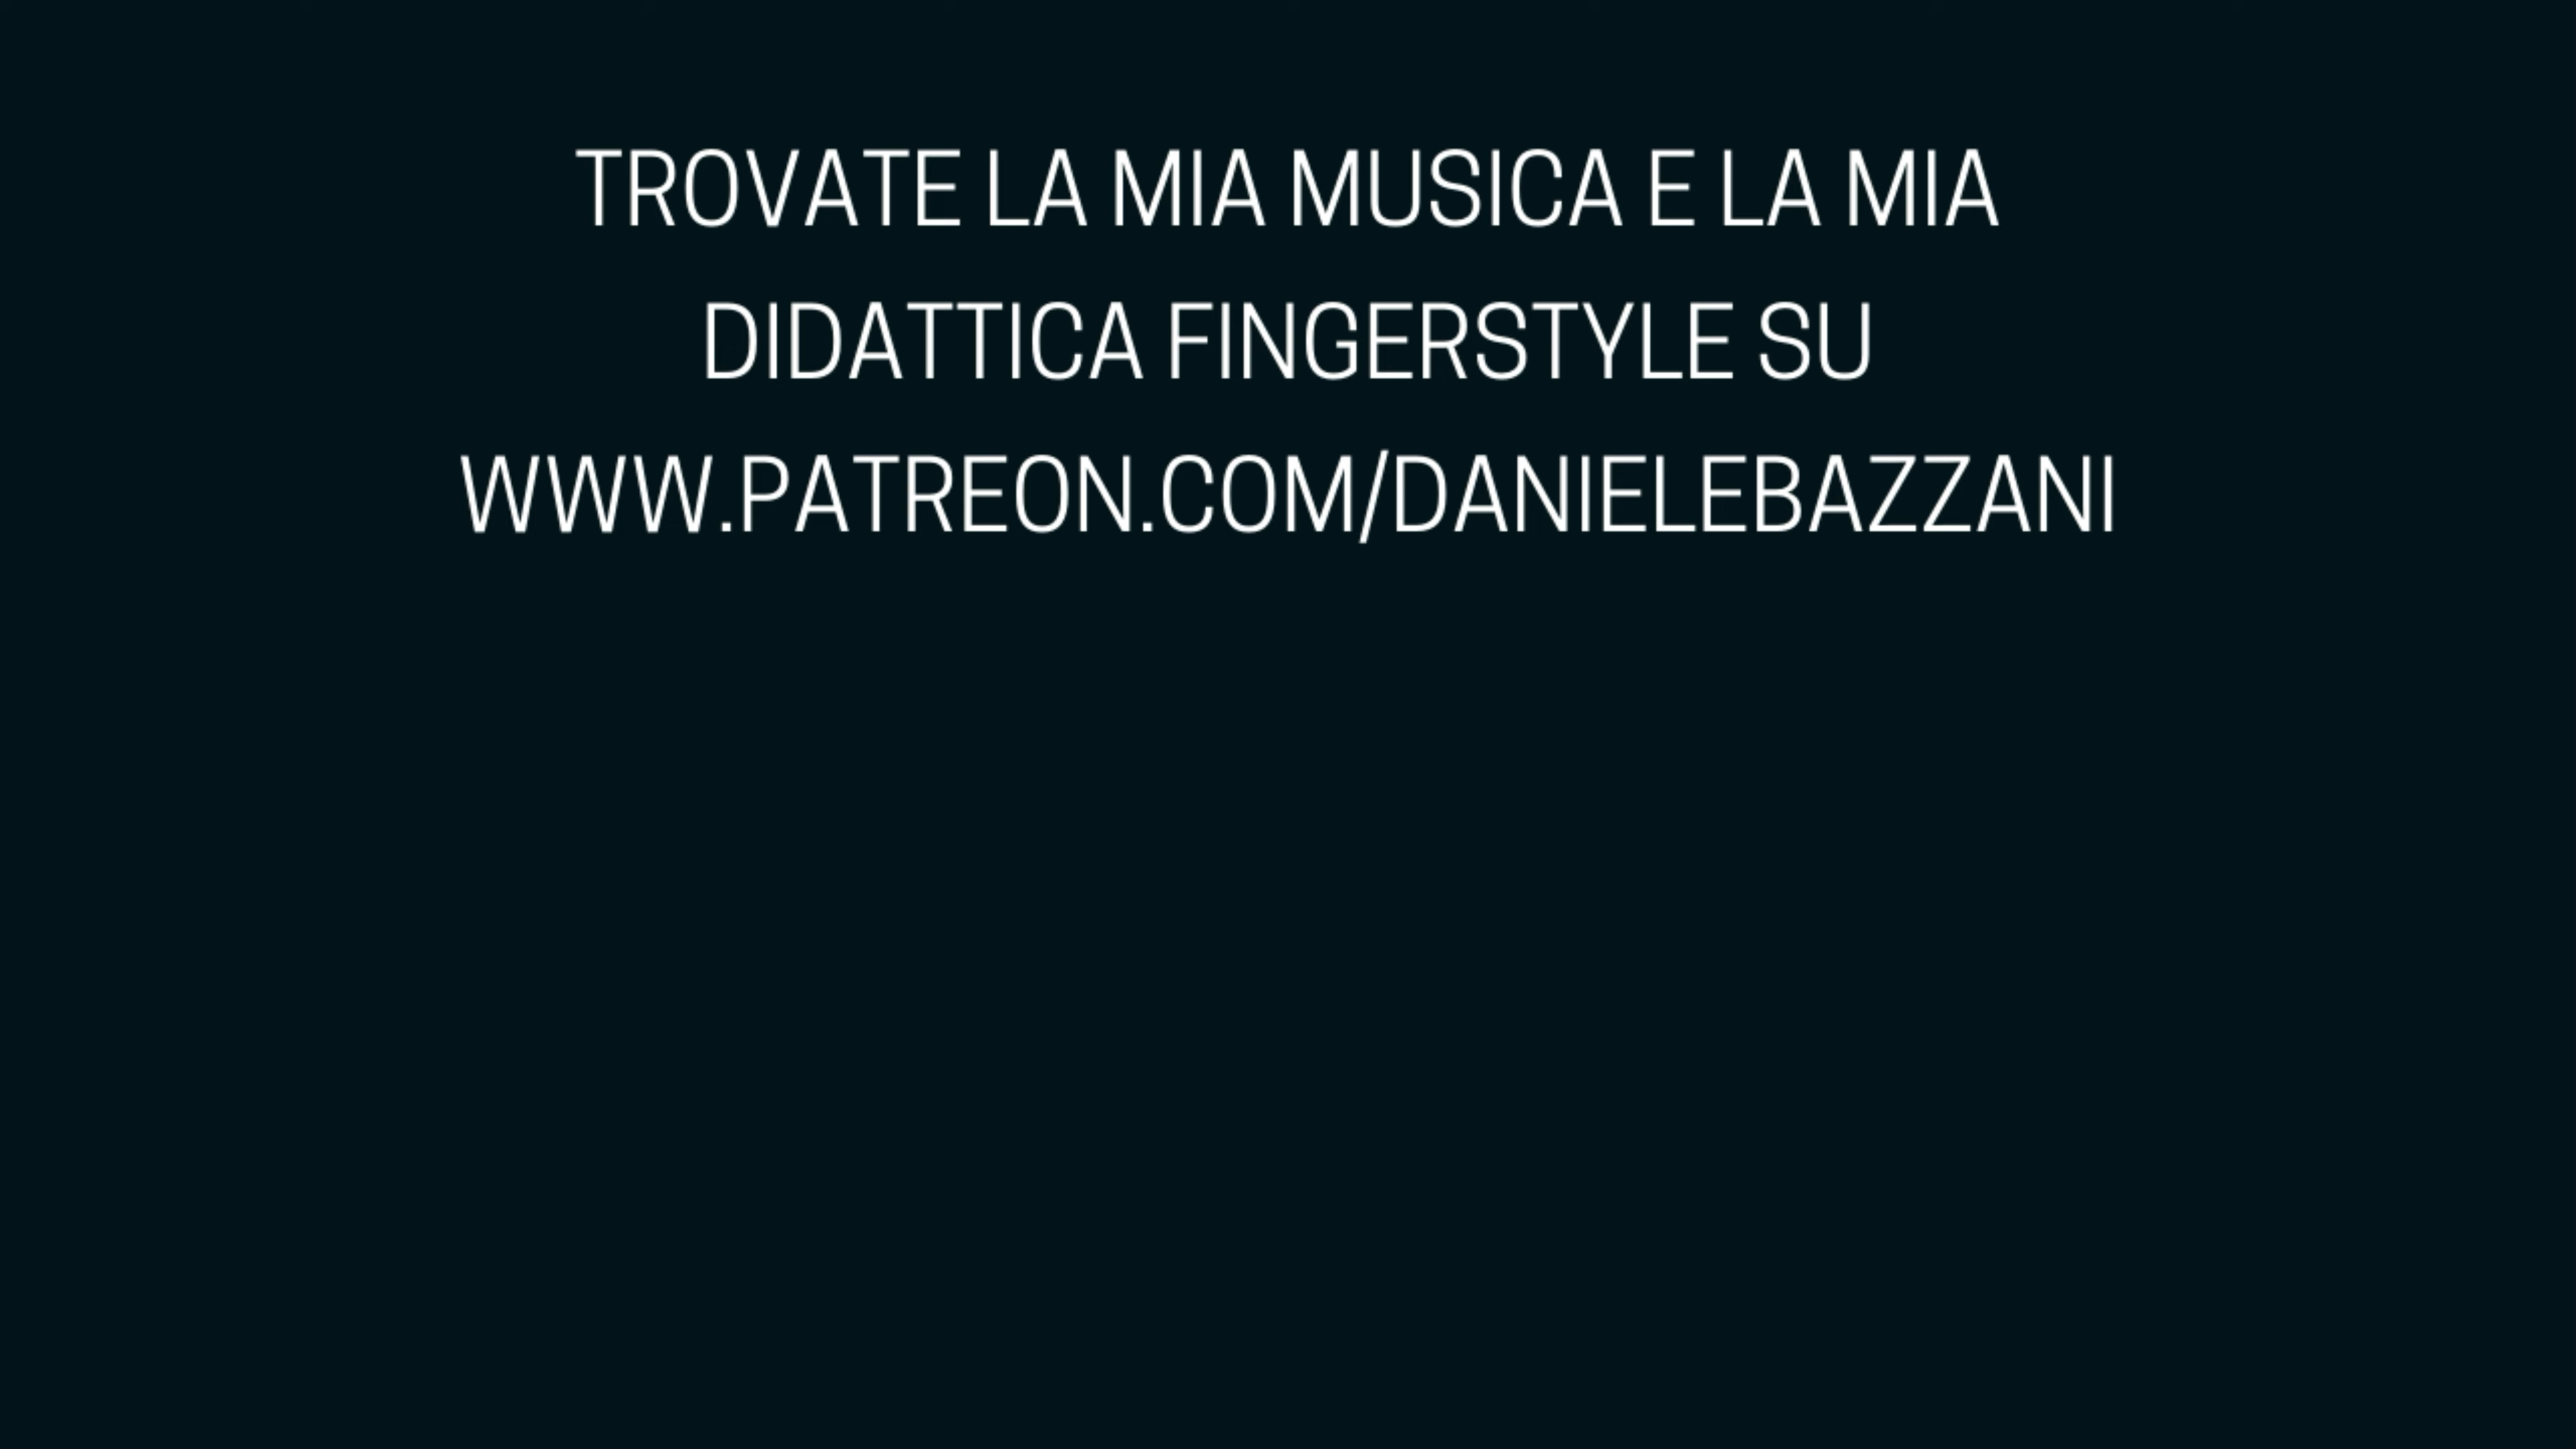 TROVATE LA MIA MUSICA E LA MIA
DIDATTICA FINGERSTYLE SU
WWW.PATREON.COM/DANIELEBAZZANI